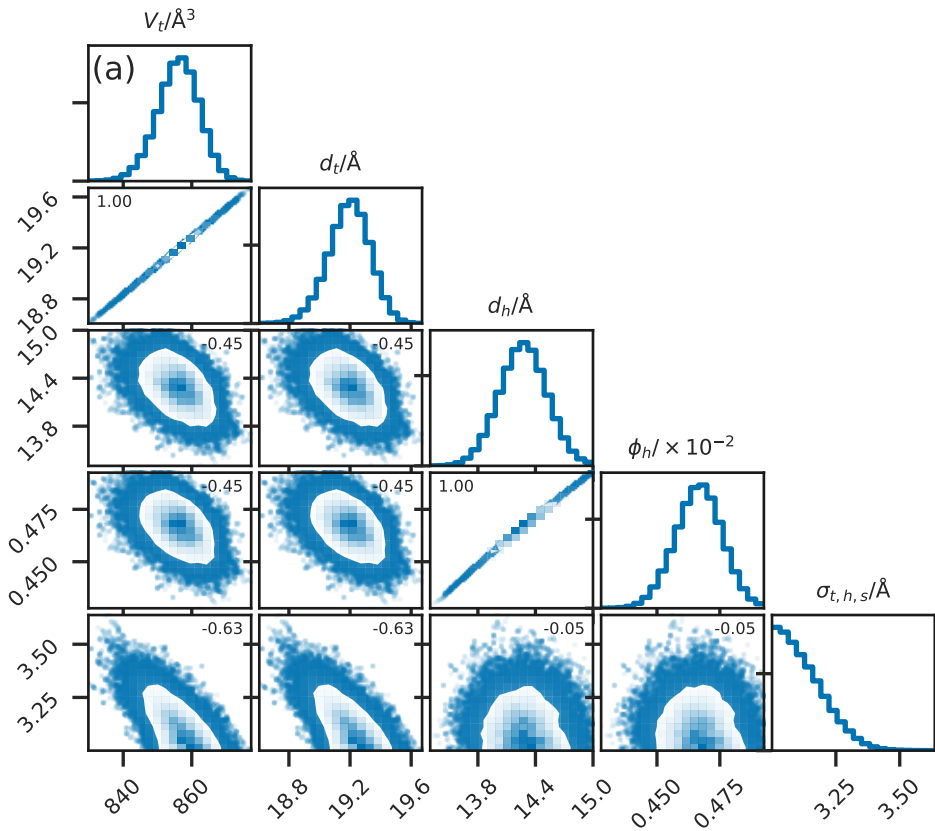 V_t/Å^3
(a)
d_t/Å
19.6
19.2
18.8
1.00
d_h/Å
15.0
14.4
13.8
-0.45
-0.45
ϕ_h/ × 10^{-2}
0.475
0.450
-0.45
-0.45
1.00
σ_{t, h, s}/Å
3.50
3.25
-0.63
-0.63
-0.05
-0.05
840 860 18.8 19.2 19.6 13.8 14.4 15.0 0.450 0.475 3.25 3.50